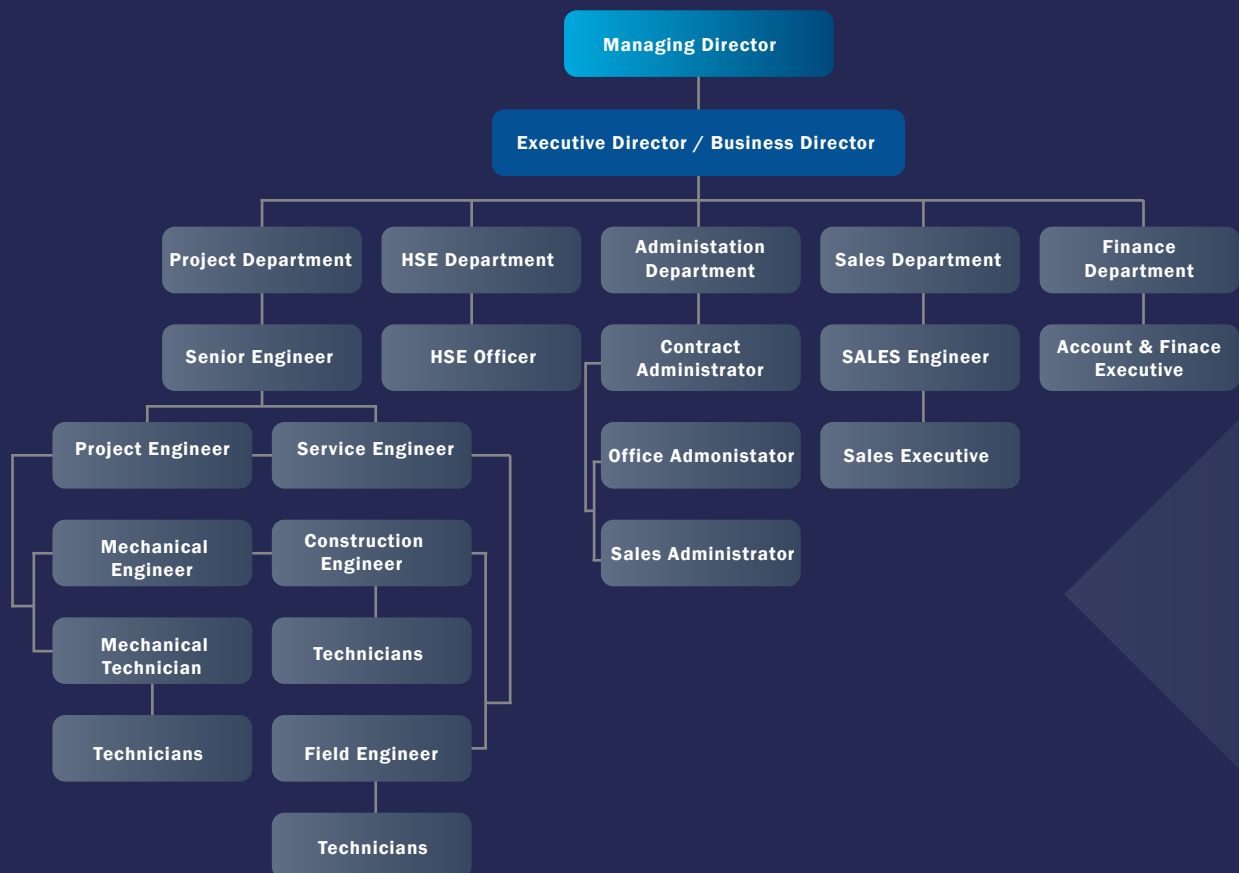 Managing Director
Executive Director / Business Director
Project Department
HSE Department
Administation
Department
Sales Department
Finance
Department
Senior Engineer
HSE Officer
Contract
Administrator
SALES Engineer
Account & Finace
Executive
Project Engineer
Service Engineer
Office Admonistator
Sales Executive
Mechanical
Engineer
Construction
Engineer
Sales Administrator
Mechanical
Technician
Technicians
Technicians
Field Engineer
Technicians